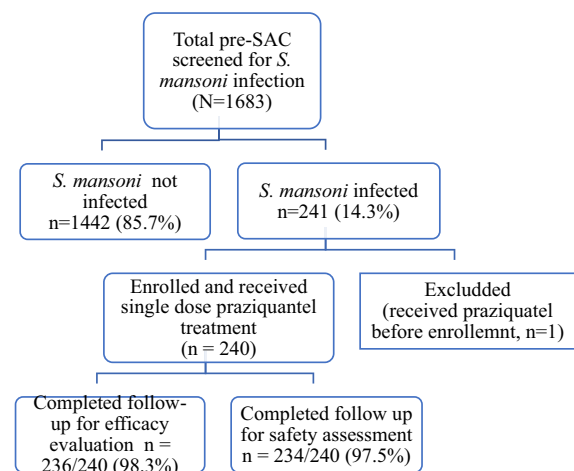 Total pre-SAC
screened for S.
mansoni infection
(N=1683)
S. mansoni not
infected
n=1442 (85.7%)
S. mansoni infected
n=241 (14.3%)
Enrolled and received
single dose praziquantel
treatment
(n = 240)
Excludded
(received praziquatel
before enrollemnt, n=1)
Completed follow-
up for efficacy
evaluation n =
236/240 (98.3%)
Completed follow up
for safety assessment
n = 234/240 (97.5%)